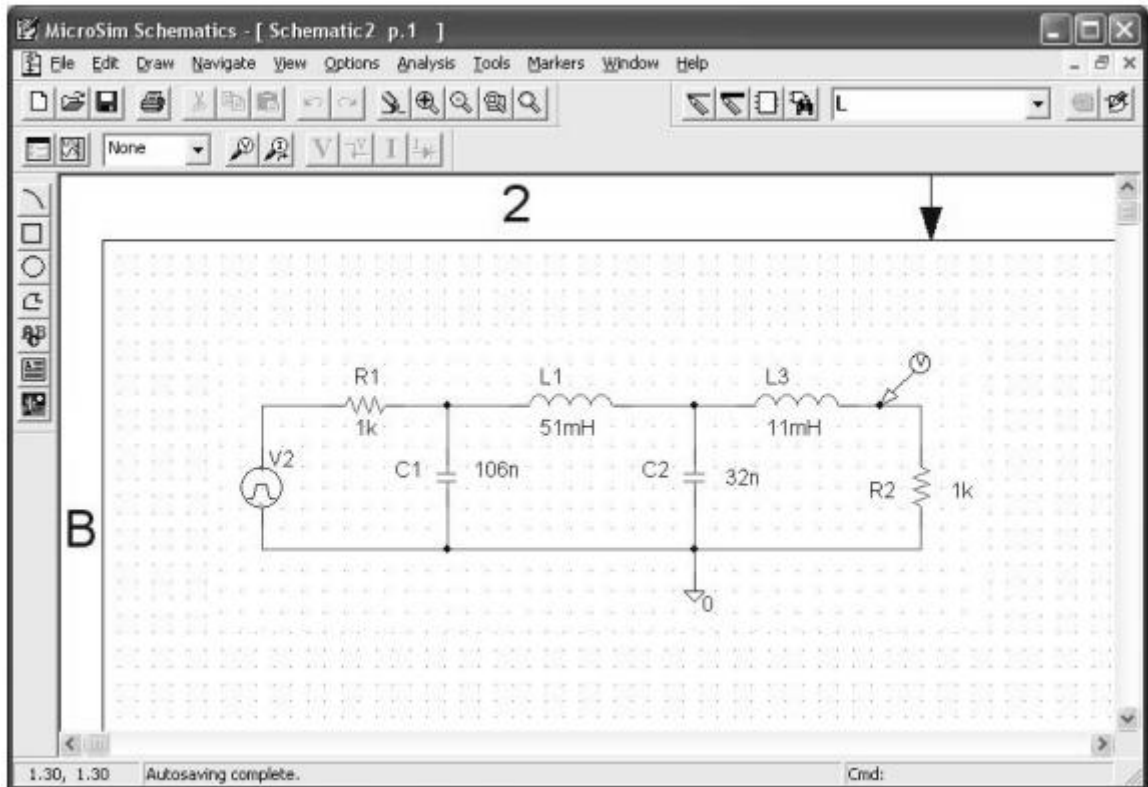 MicroSim Schematics - [ Schematic2 p.1 ]
File Edit Draw Navigate View Options Analysis Tools Markers Window Help
L
None
V I
2
B
R1
1k
L1
51mH
L3
11mH
V
V2
C1
106n
C2
32n
R2
1k
0
1.30, 1.30
Autosaving complete.
Cmd: